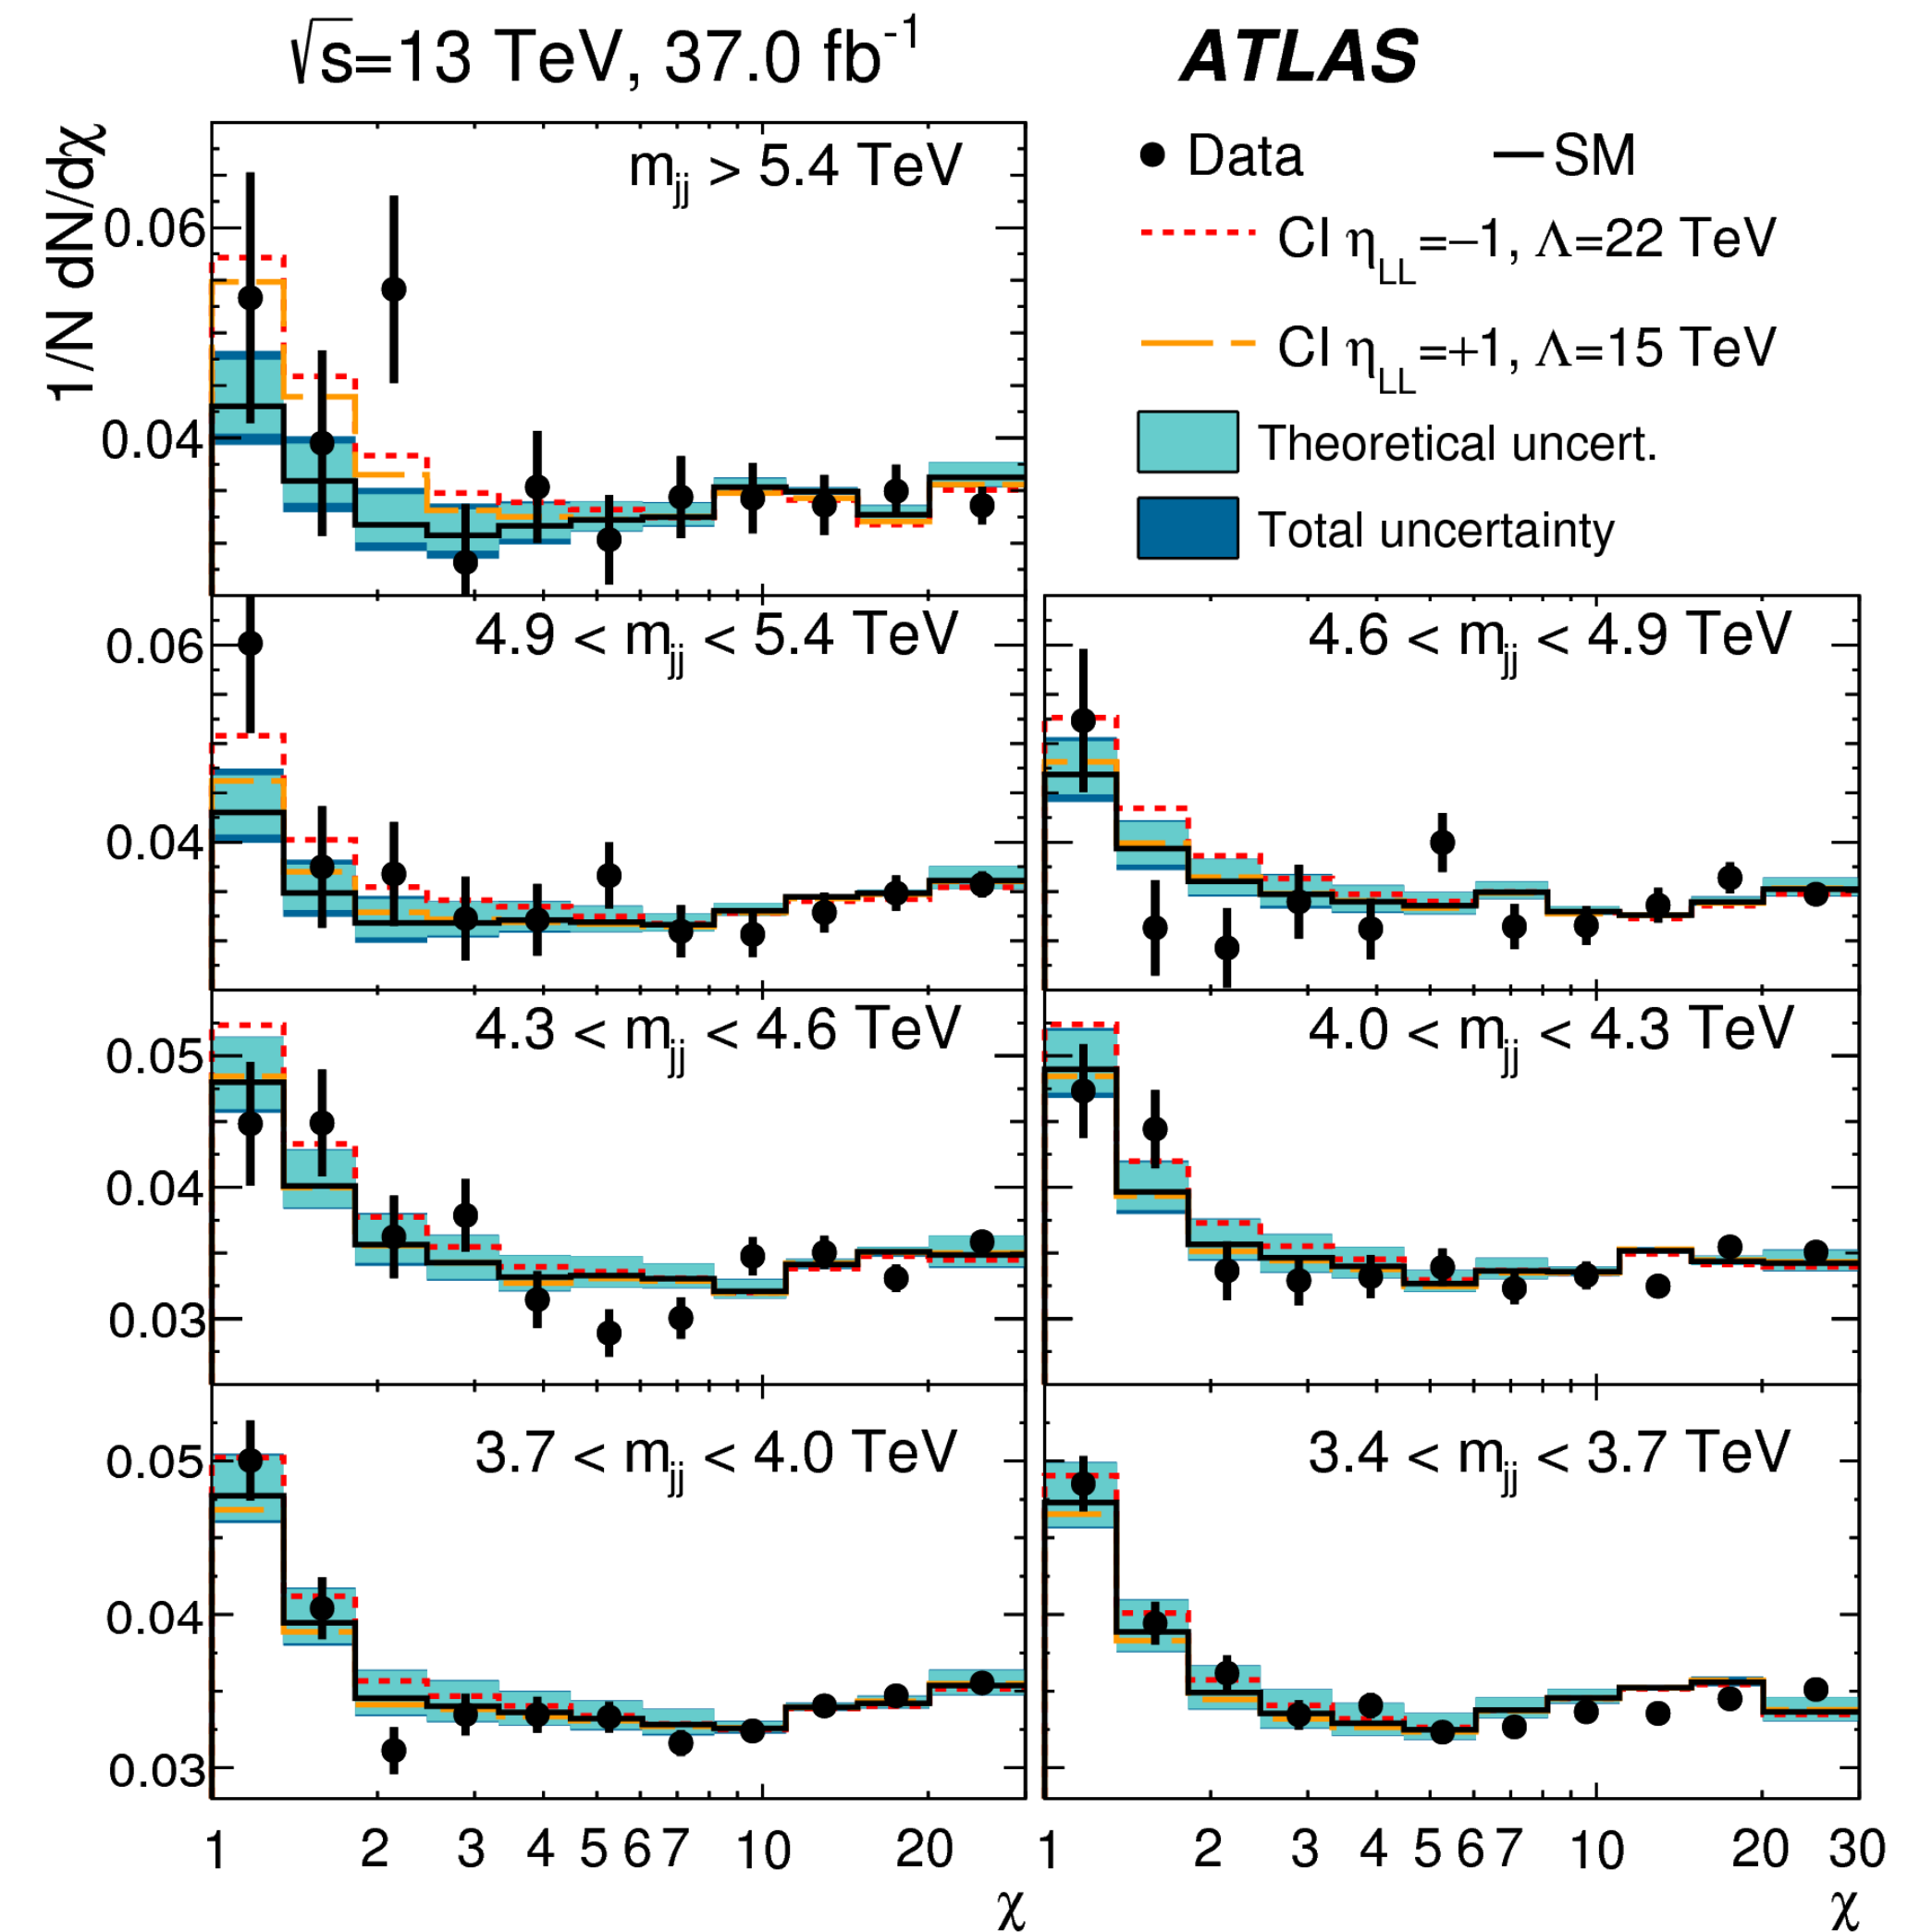 √s=13 TeV, 37.0 fb⁻¹
ATLAS
1/N dN/dχ
m_jj > 5.4 TeV
0.06
0.04
Data
SM
CI η_LL=−1, Λ=22 TeV
CI η_LL=+1, Λ=15 TeV
Theoretical uncert.
Total uncertainty
4.9 < m_jj < 5.4 TeV
0.06
0.04
4.6 < m_jj < 4.9 TeV
4.3 < m_jj < 4.6 TeV
0.05
0.04
0.03
4.0 < m_jj < 4.3 TeV
3.7 < m_jj < 4.0 TeV
0.05
0.04
0.03
3.4 < m_jj < 3.7 TeV
1 2 3 4 5 6 7 10 20
χ
1 2 3 4 5 6 7 10 20 30
χ